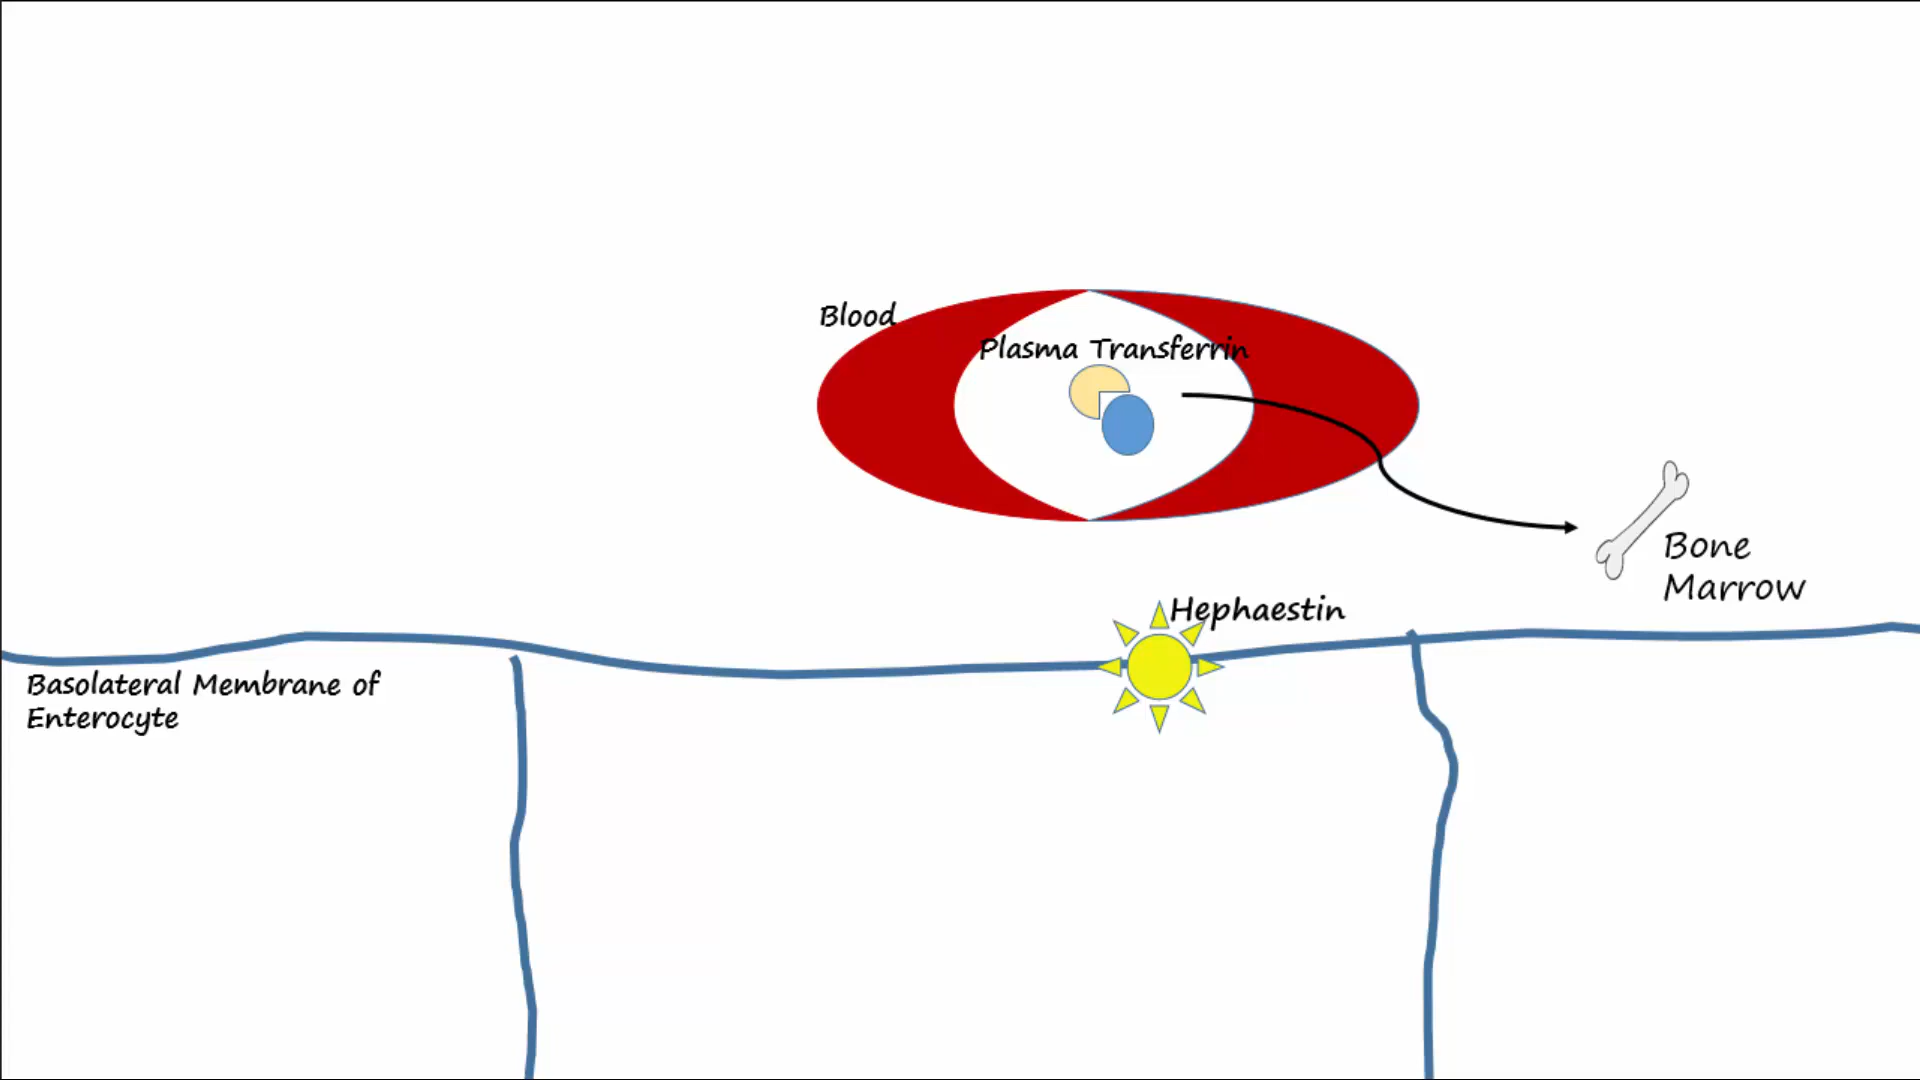 Blood
Plasma Transferrin
Bone
Marrow
Hephaestin
Basolateral Membrane of
Enterocyte